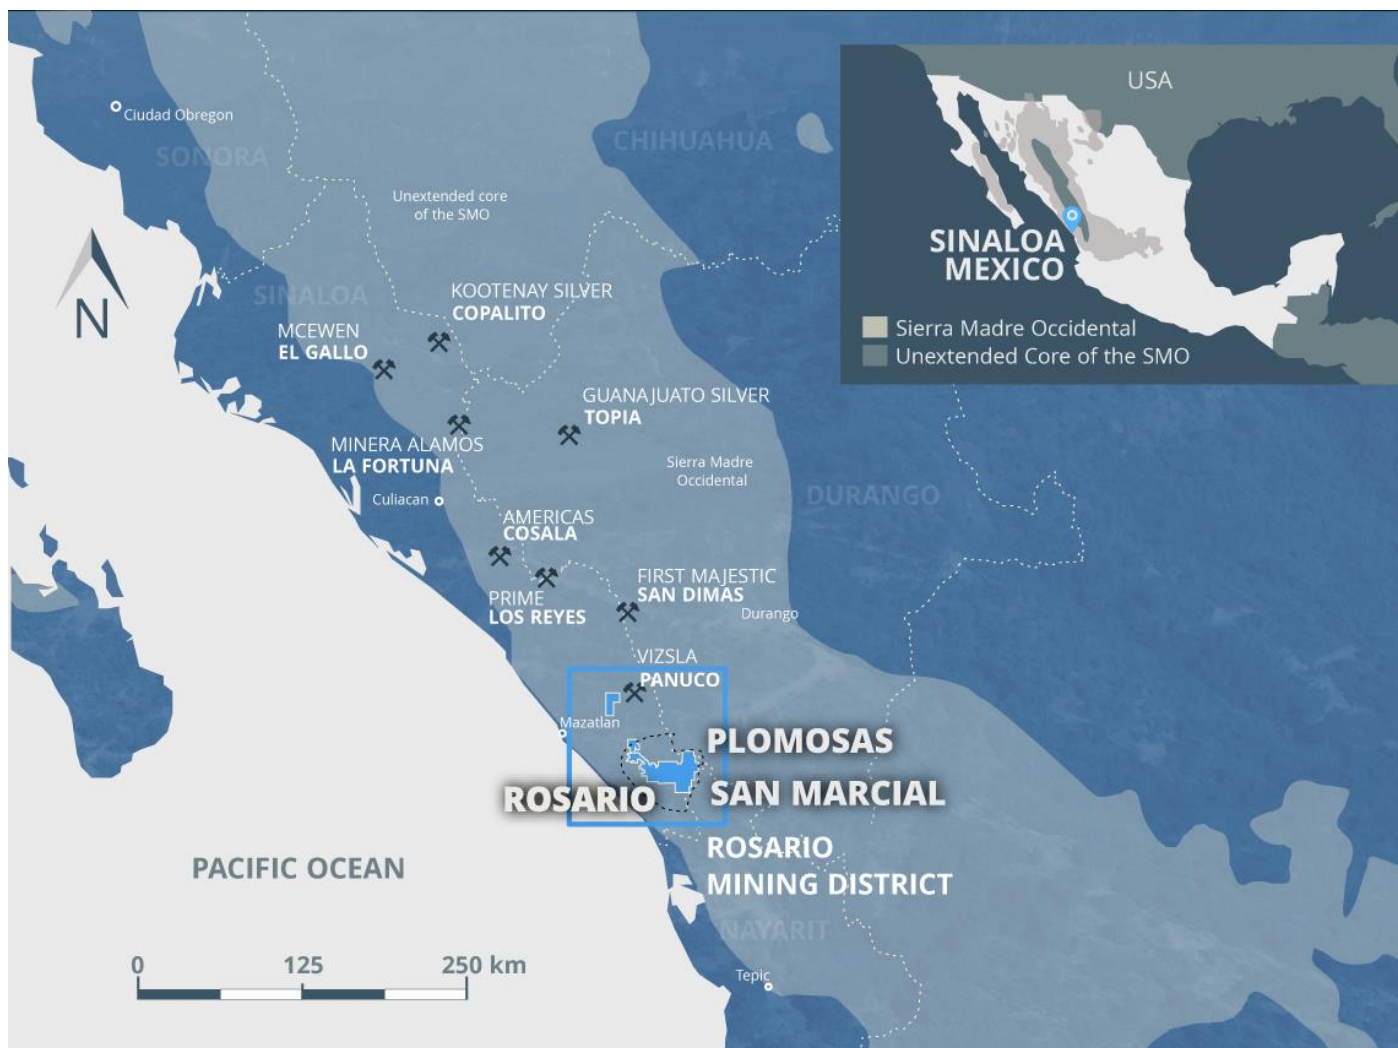 Ciudad Obregon
SONORA
CHIHUAHUA
Unextended core
of the SMO
SINALOA
N
KOOTENAY SILVER
COPALITO
MCEWEN
EL GALLO
GUANAJUATO SILVER
TOPIA
MINERA ALAMOS
LA FORTUNA
Sierra Madre
Occidental
Culiacan
DURANGO
AMERICAS
COSALA
PRIME
LOS REYES
FIRST MAJESTIC
SAN DIMAS
Durango
VIZSLA
PANUCO
Mazatlan
PLOMOSAS
SAN MARCIAL
ROSARIO
ROSARIO
MINING DISTRICT
PACIFIC OCEAN
NAYARIT
Tepic
0 125 250 km
USA
SINALOA
MEXICO
Sierra Madre Occidental
Unextended Core of the SMO